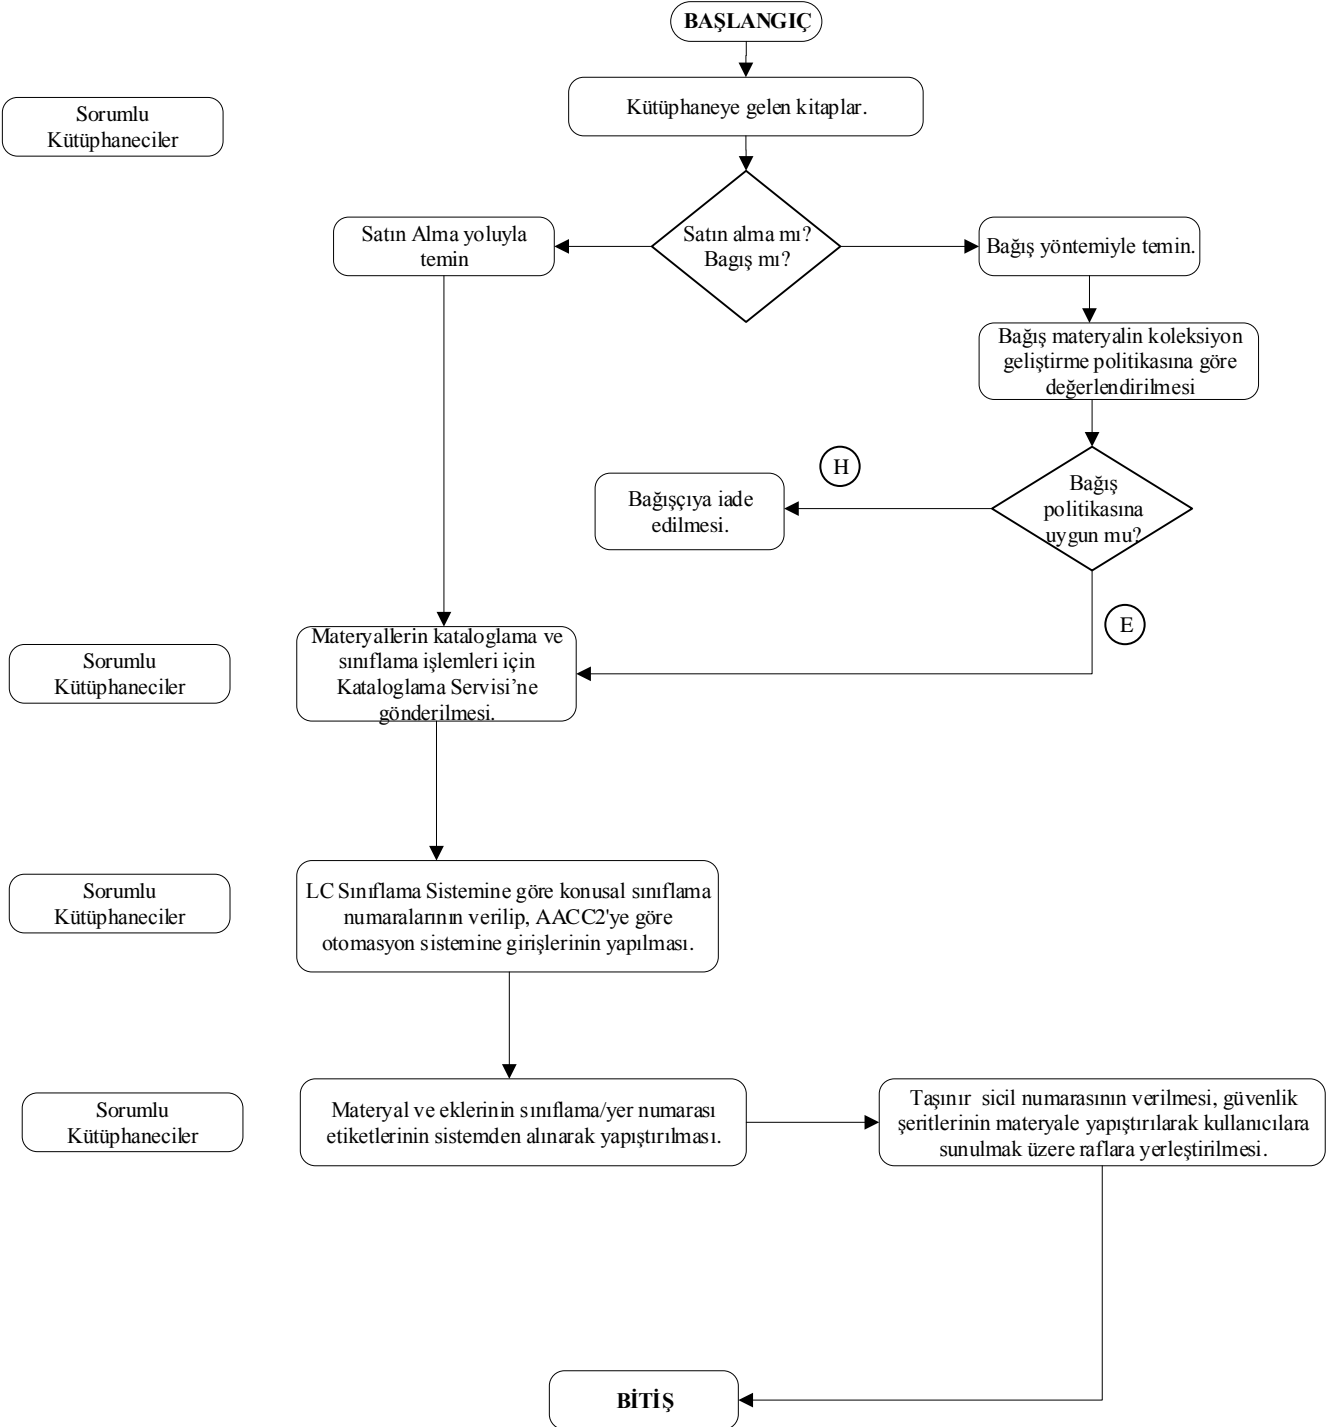 BAŞLANGIÇ
Kütüphaneye gelen kitaplar.
Sorumlu
Kütüphaneciler
Satın alma mı?
Bagış mı?
Satın Alma yoluyla
temin
Bağış yöntemiyle temin.
Bağış materyalin koleksiyon
geliştirme politikasına göre
değerlendirilmesi
H
Bağış
politikasına
uygun mu?
Bağışçıya iade
edilmesi.
E
Sorumlu
Kütüphaneciler
Materyallerin kataloglama ve
sınıflama işlemleri için
Kataloglama Servisi’ne
gönderilmesi.
Sorumlu
Kütüphaneciler
LC Sınıflama Sistemine göre konusal sınıflama
numaralarının verilip, AACC2'ye göre
otomasyon sistemine girişlerinin yapılması.
Sorumlu
Kütüphaneciler
Materyal ve eklerinin sınıflama/yer numarası
etiketlerinin sistemden alınarak yapıştırılması.
Taşınır sicil numarasının verilmesi, güvenlik
şeritlerinin materyale yapıştırılarak kullanıcılara
sunulmak üzere raflara yerleştirilmesi.
BİTİŞ